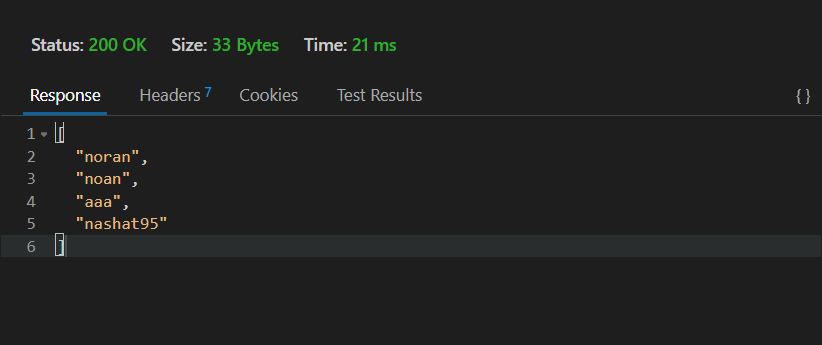 Status: 200 OK Size: 33 Bytes Time: 21 ms
Response Headers 7 Cookies Test Results { }
1 [
2 "noran",
3 "noan",
4 "aaa",
5 "nashat95"
6 ]